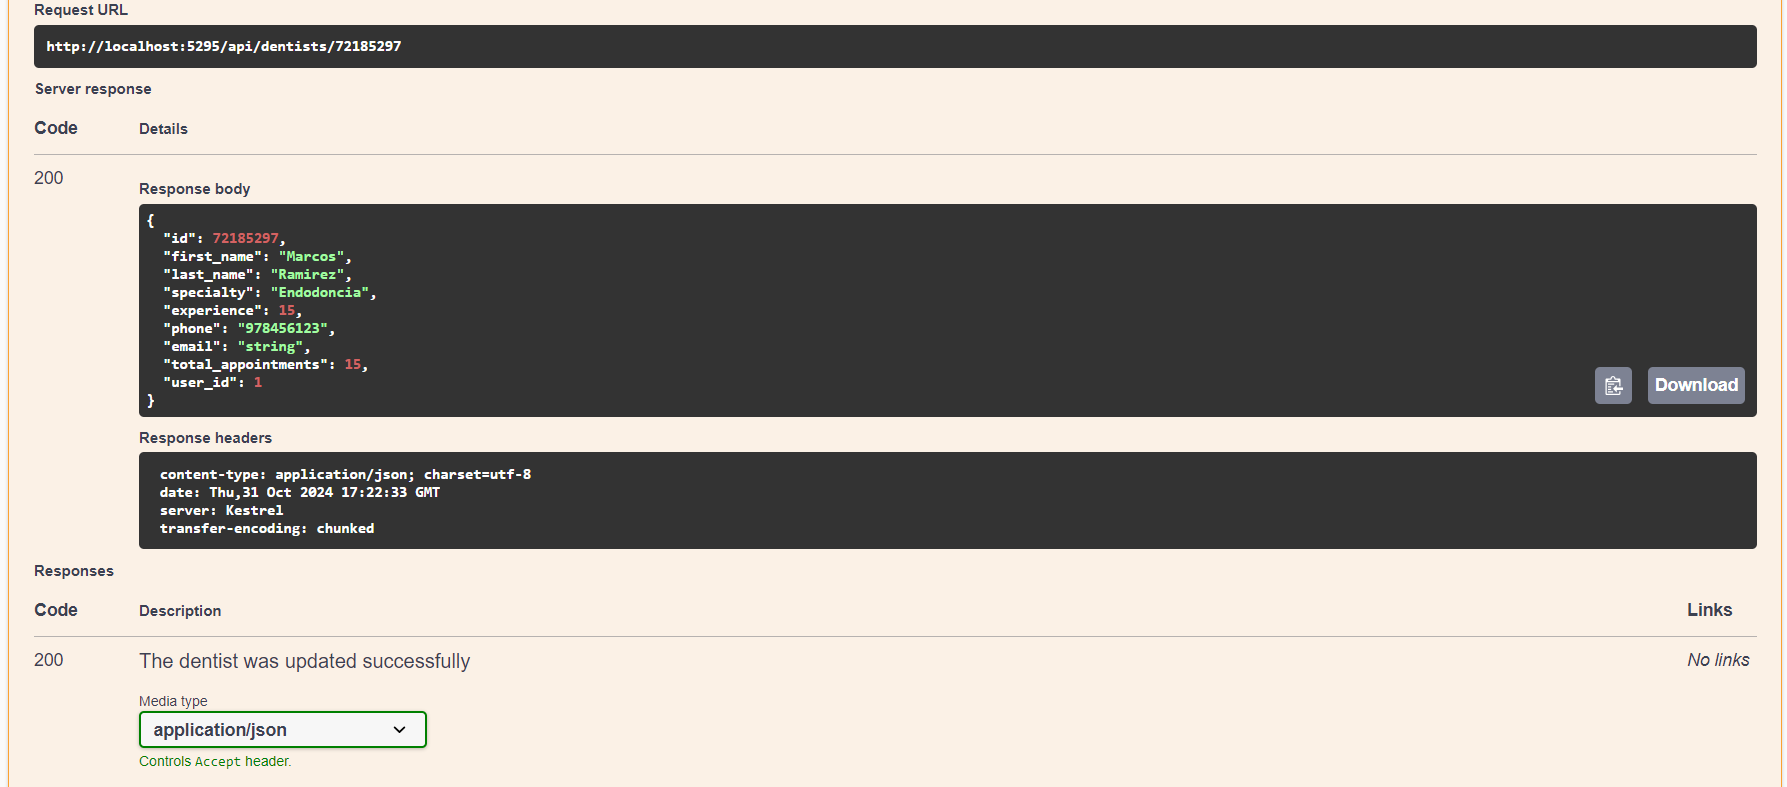 Request URL
http://localhost:5295/api/dentists/72185297
Server response
Code Details
200
Response body
{
  "id": 72185297,
  "first_name": "Marcos",
  "last_name": "Ramirez",
  "specialty": "Endodoncia",
  "experience": 15,
  "phone": "978456123",
  "email": "string",
  "total_appointments": 15,
  "user_id": 1
}
Download
Response headers
content-type: application/json; charset=utf-8
date: Thu,31 Oct 2024 17:22:33 GMT
server: Kestrel
transfer-encoding: chunked
Responses
Code Description Links
200 The dentist was updated successfully No links
Media type
application/json
Controls Accept header.